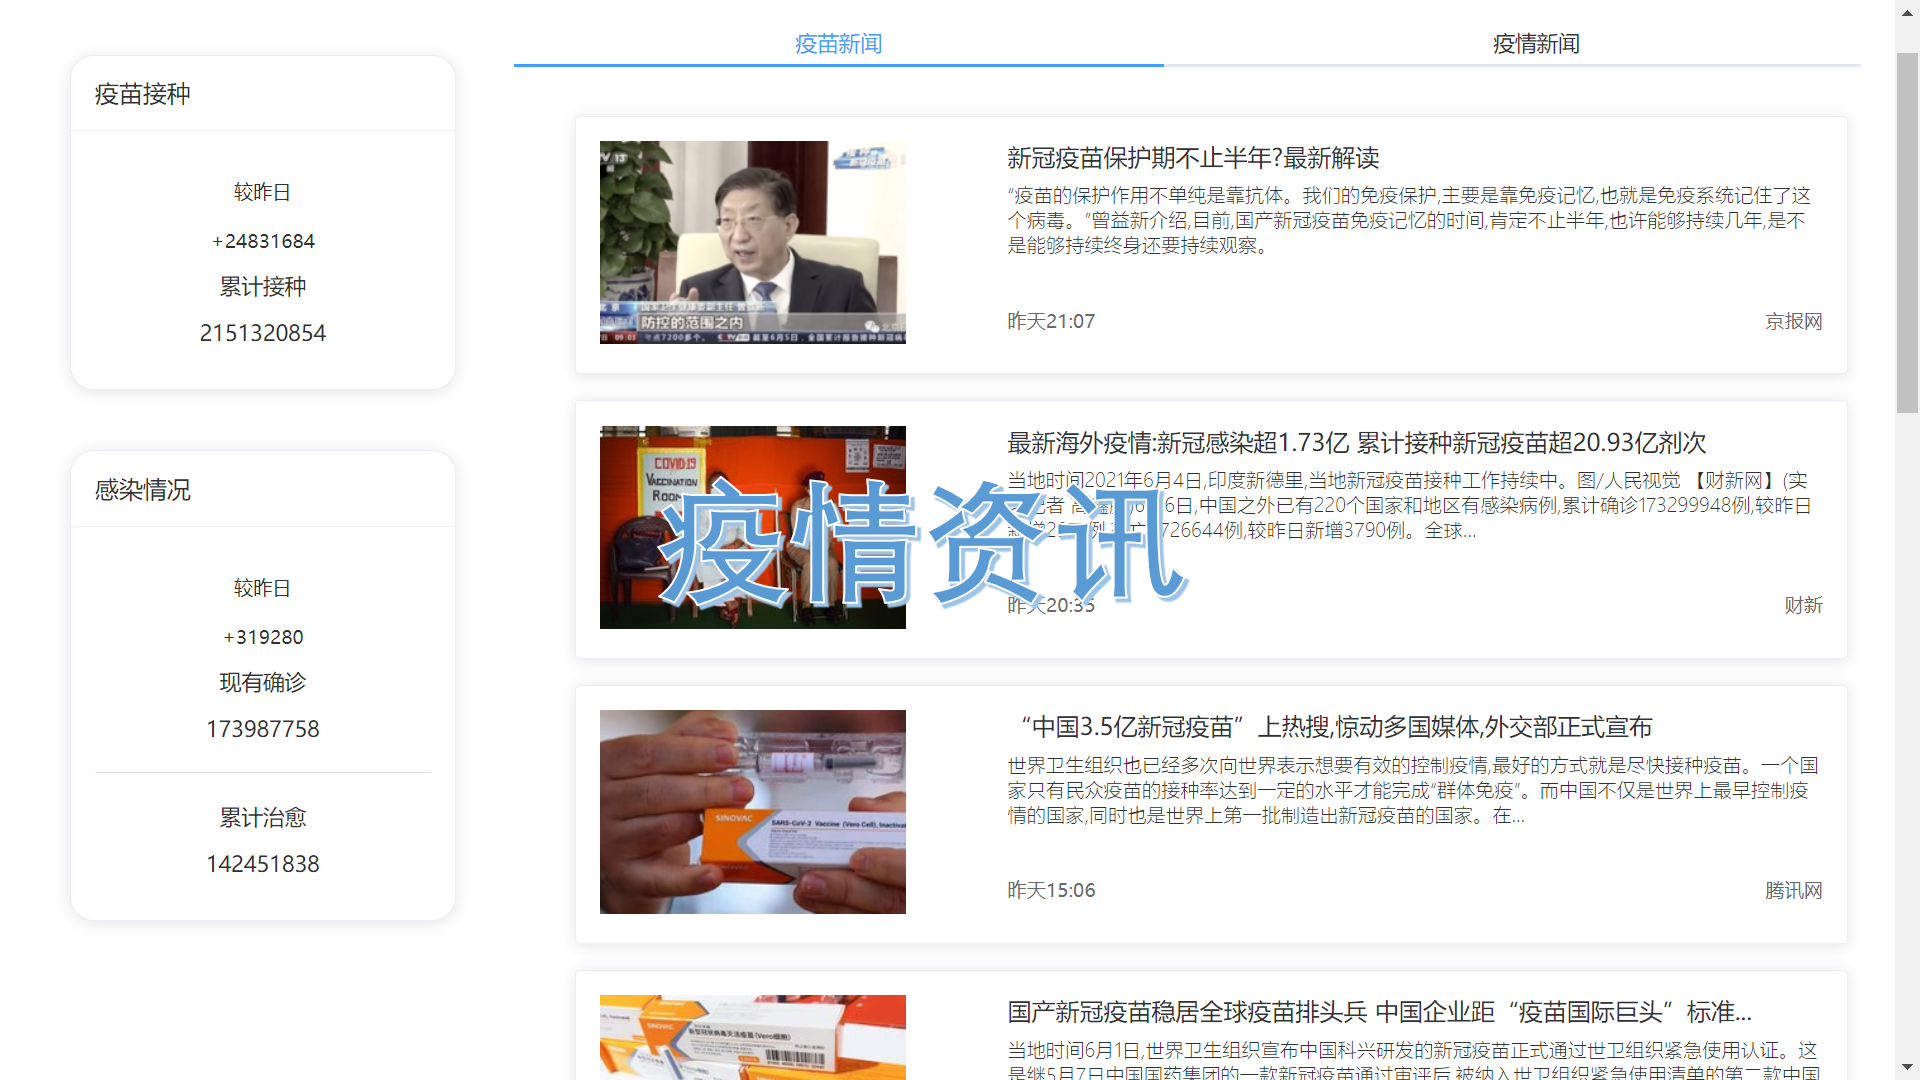 疫苗新闻
疫情新闻
疫苗接种
较昨日
+24831684
累计接种
2151320854
感染情况
较昨日
+319280
现有确诊
173987758
累计治愈
142451838
新冠疫苗保护期不止半年?最新解读
“疫苗的保护作用不单纯是靠抗体。我们的免疫保护,主要是靠免疫记忆,也就是免疫系统记住了这
个病毒。”曾益新介绍,目前,国产新冠疫苗免疫记忆的时间,肯定不止半年,也许能够持续几年,是不
是能够持续终身还要持续观察。
昨天21:07
京报网
防控的范围之内
最新海外疫情:新冠感染超1.73亿 累计接种新冠疫苗超20.93亿剂次
当地时间2021年6月4日,印度新德里,当地新冠疫苗接种工作持续中。图/人民视觉 【财新网】(实
记者 6日,中国之外已有220个国家和地区有感染病例,累计确诊173299948例,较昨日
例, 726644例,较昨日新增3790例。全球...
昨天20:35
财新
COVID19
VACCINATION
ROOM
疫情资讯
“中国3.5亿新冠疫苗”上热搜,惊动多国媒体,外交部正式宣布
世界卫生组织也已经多次向世界表示想要有效的控制疫情,最好的方式就是尽快接种疫苗。一个国
家只有民众疫苗的接种率达到一定的水平才能完成“群体免疫”。而中国不仅是世界上最早控制疫
情的国家,同时也是世界上第一批制造出新冠疫苗的国家。在...
昨天15:06
腾讯网
SINOVAC
SARS-CoV-2 Vaccine (Vero Cell), Inactivat
国产新冠疫苗稳居全球疫苗排头兵 中国企业距“疫苗国际巨头”标准...
当地时间6月1日,世界卫生组织宣布中国科兴研发的新冠疫苗正式通过世卫组织紧急使用认证。这
是继5月7日中国国药集团的一款新冠疫苗通过审评后,被纳入世卫组织紧急使用清单的第二款中国
SINOVAC
新型冠状病毒灭活疫苗(Vero细胞)